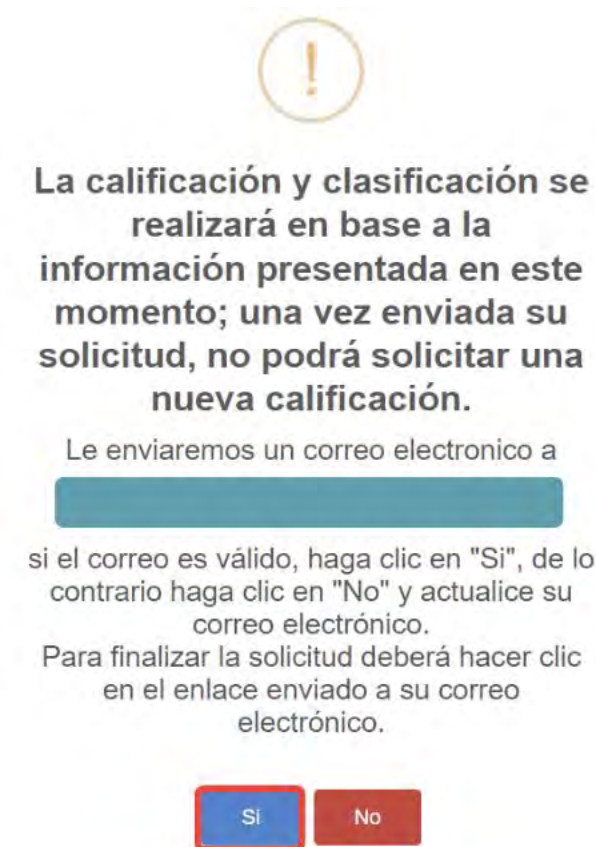 !
La calificación y clasificación se
realizará en base a la
información presentada en este
momento; una vez enviada su
solicitud, no podrá solicitar una
nueva calificación.
Le enviaremos un correo electronico a
si el correo es válido, haga clic en "Si", de lo
contrario haga clic en "No" y actualice su
correo electrónico.
Para finalizar la solicitud deberá hacer clic
en el enlace enviado a su correo
electrónico.
Si No